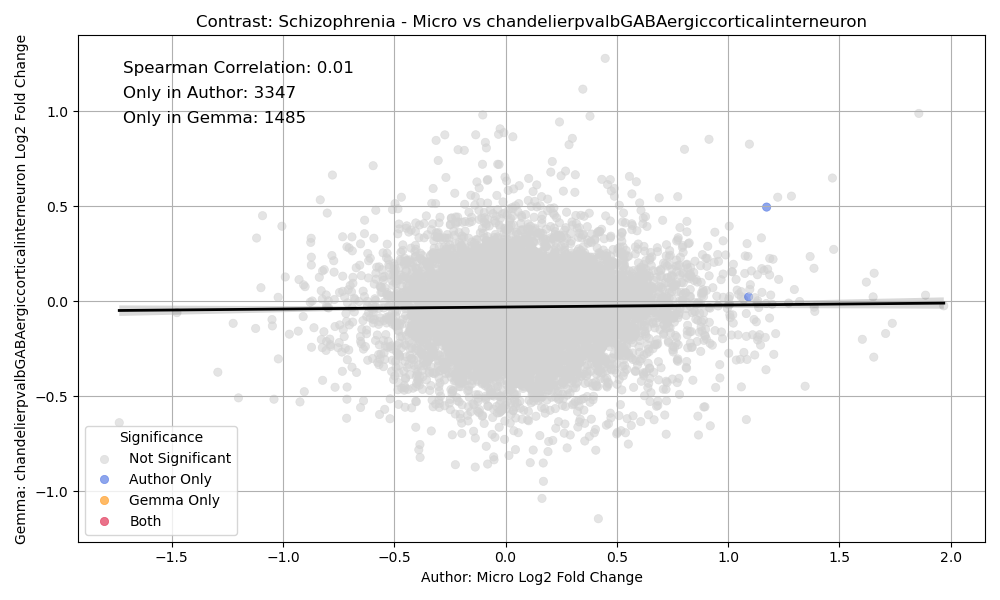 Contrast: Schizophrenia - Micro vs chandelierpvalbGABAergiccorticalinterneuron
Gemma: chandelierpvalbGABAergiccorticalinterneuron Log2 Fold Change
Spearman Correlation: 0.01
Only in Author: 3347
Only in Gemma: 1485
1.0
0.5
0.0
−0.5
−1.0
Significance
Not Significant
Author Only
Gemma Only
Both
−1.5 −1.0 −0.5 0.0 0.5 1.0 1.5 2.0
Author: Micro Log2 Fold Change